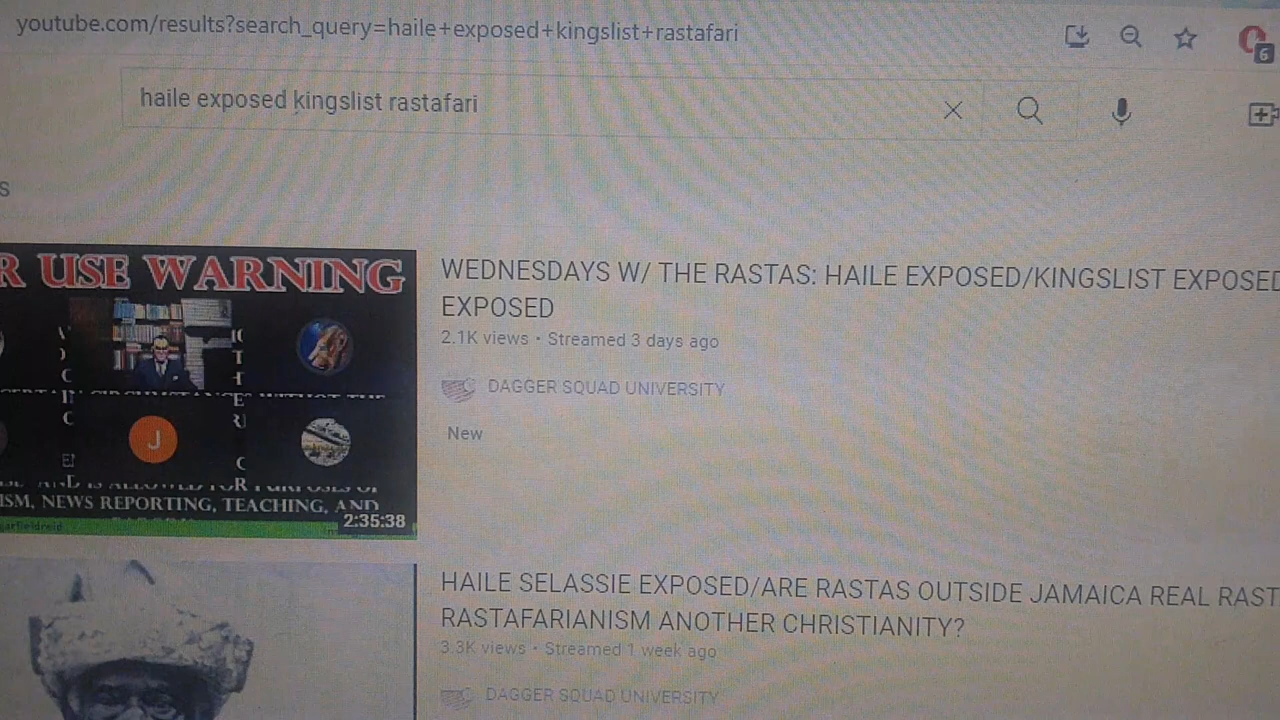 youtube.com/results?search_query=haile+exposed+kingslist+rastafari
6
haile exposed kingslist rastafari
S
R USE WARNING
J
ISM, NEWS REPORTING, TEACHING, AND
2:35:38
WEDNESDAYS W/ THE RASTAS: HAILE EXPOSED/KINGSLIST EXPOSED
EXPOSED
2.1K views • Streamed 3 days ago
DAGGER SQUAD UNIVERSITY
New
HAILE SELASSIE EXPOSED/ARE RASTAS OUTSIDE JAMAICA REAL RAST
RASTAFARIANISM ANOTHER CHRISTIANITY?
3.3K views • Streamed 1 week ago
DAGGER SQUAD UNIVERSITY